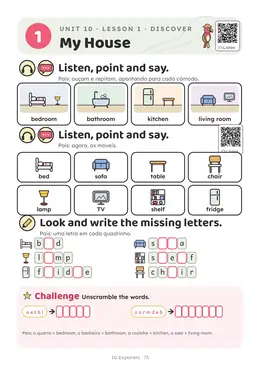 UNIT 10 · LESSON 1 · DISCOVER
1
My House
Listen, point and say.
Pais: ouçam e repitam, apontando para cada cômodo.
bedroom
bathroom
kitchen
living room
Listen, point and say.
Pais: agora, os moveis.
bed
sofa
table
chair
lamp
TV
shelf
fridge
Look and write the missing letters.
Pais: uma letra em cada quadrinho.
b d
s a
l mp
s e f
f i d e
c h i r
Challenge Unscramble the words.
Pais: o quarto = bedroom, o banheiro = bathroom, a cozinha = kitchen, a sala = living room.
IG Explorers · 73